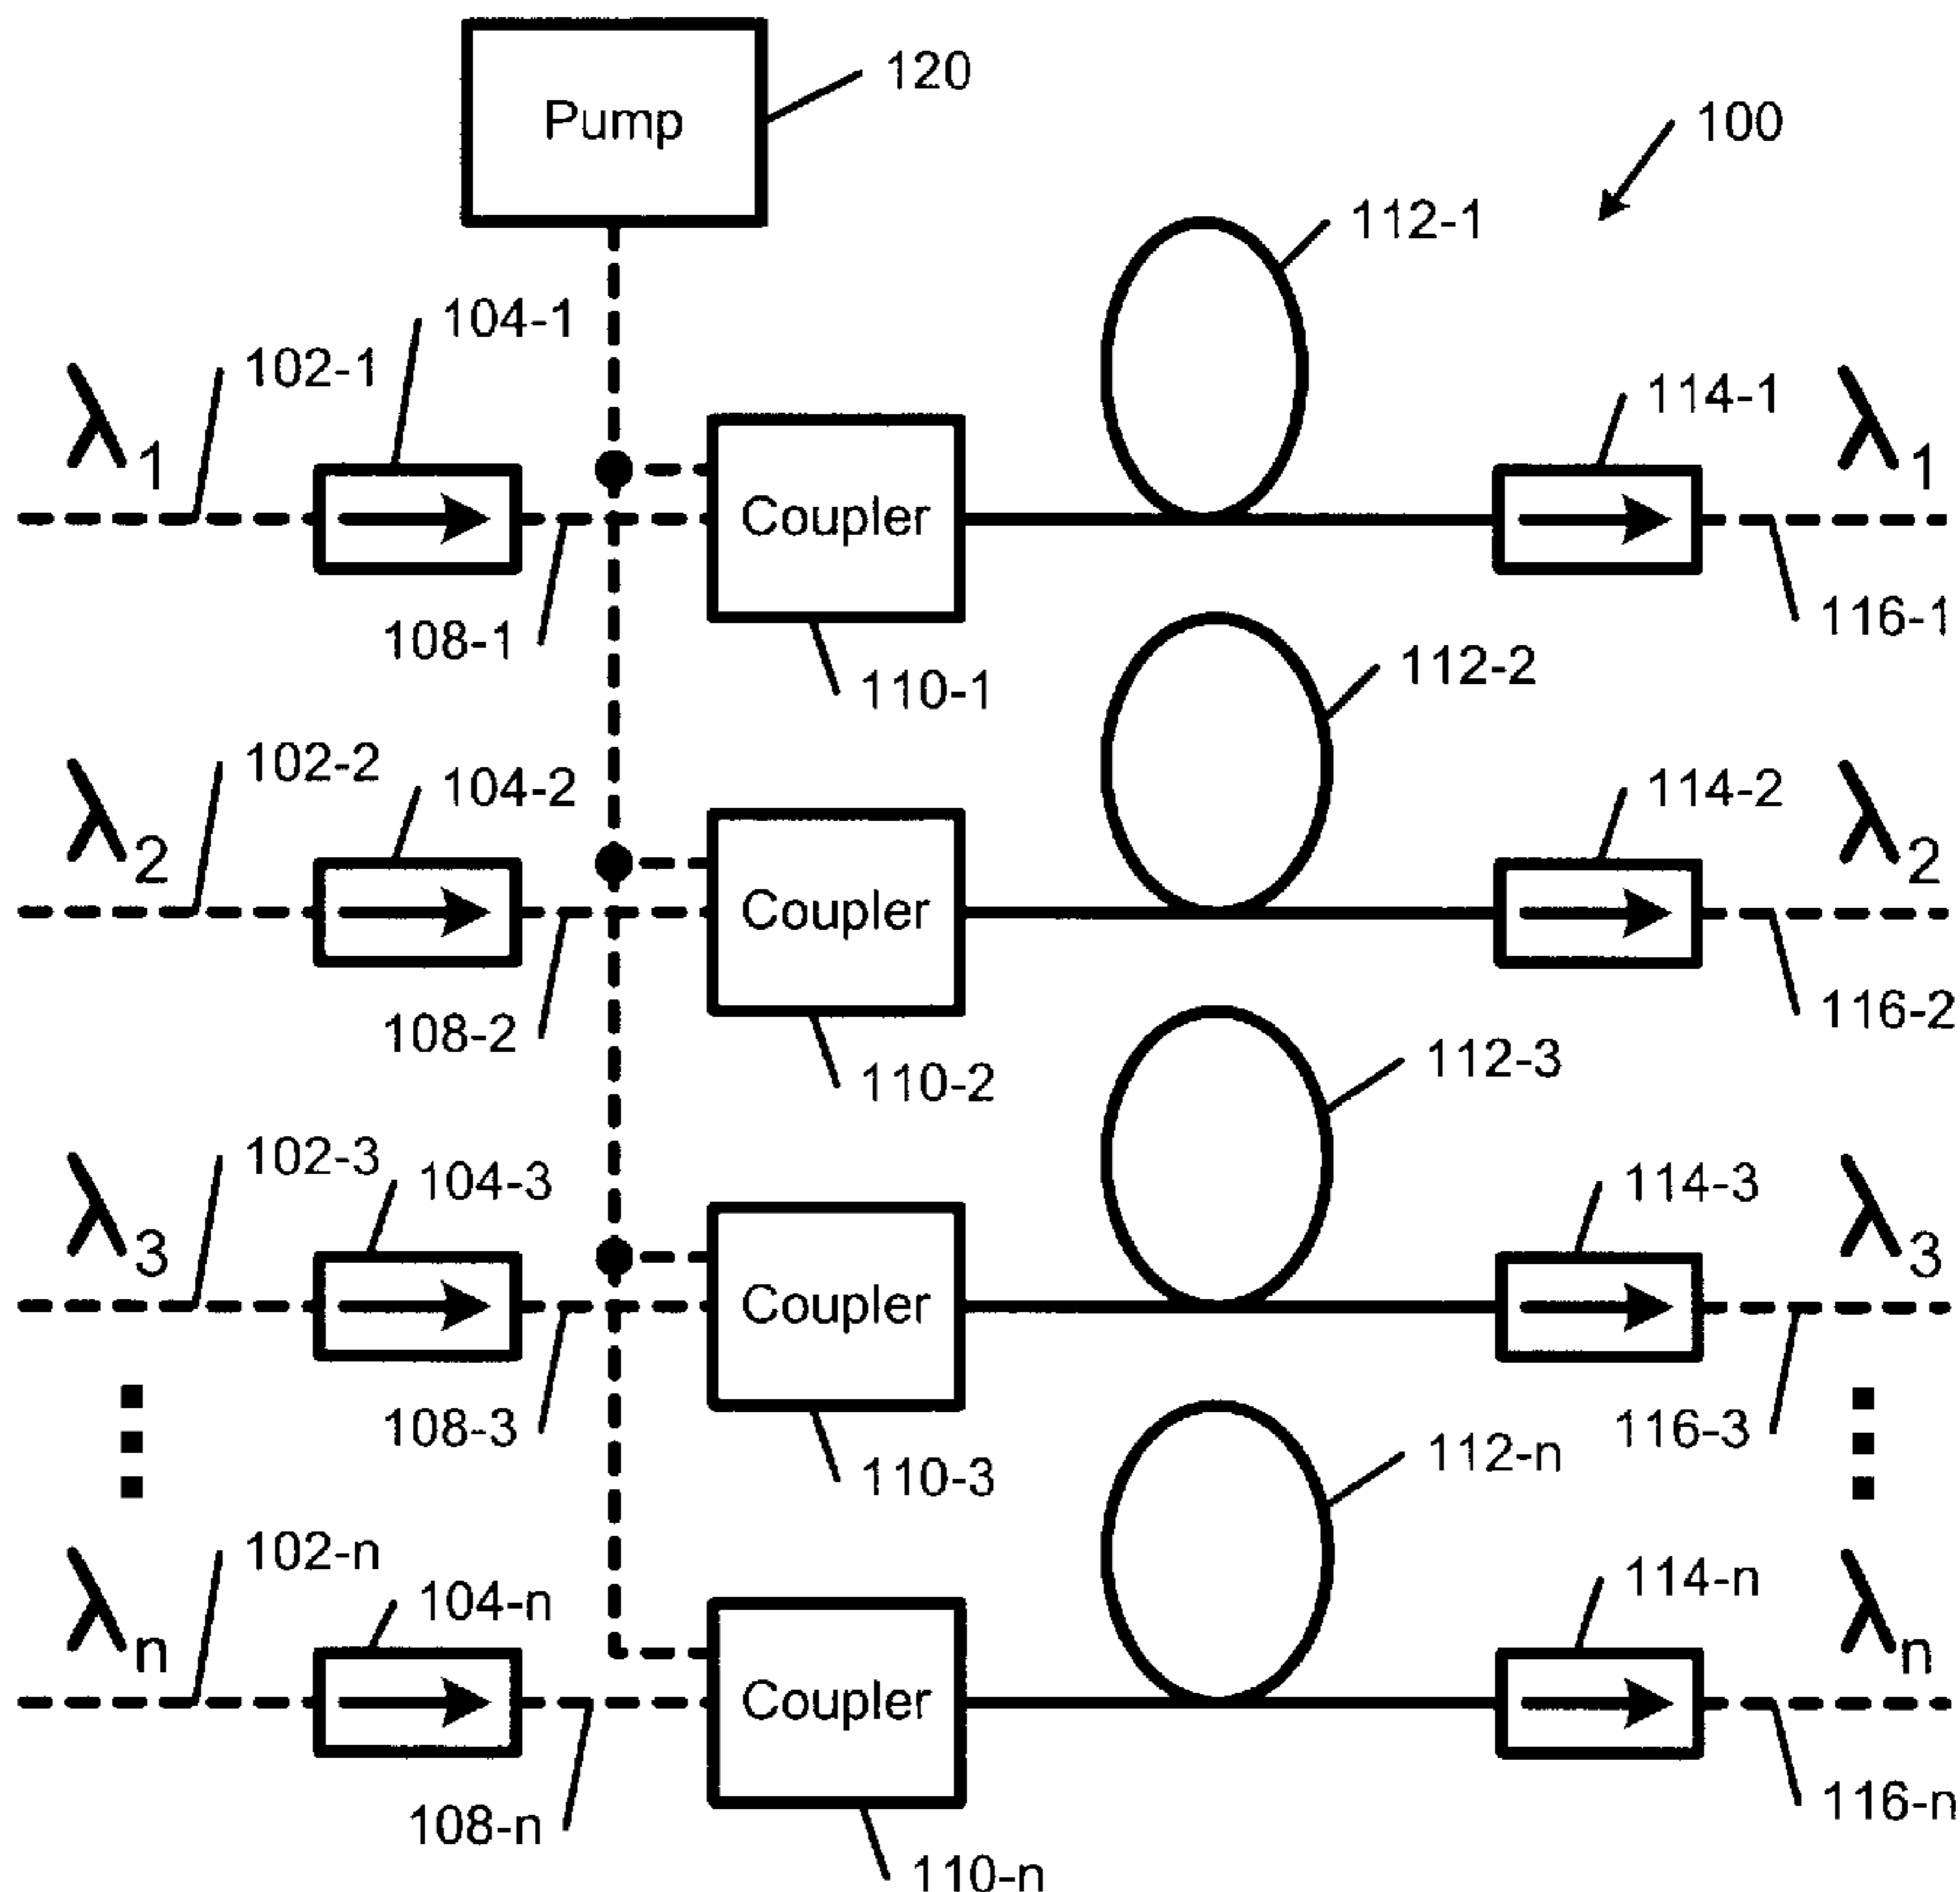 Pump
120
100
112-1
104-1
102-1
114-1
λ1
λ1
Coupler
108-1
116-1
110-1
112-2
102-2
104-2
114-2
λ2
λ2
Coupler
108-2
116-2
110-2
112-3
102-3
104-3
114-3
λ3
λ3
Coupler
108-3
116-3
110-3
112-n
102-n
104-n
114-n
λn
λn
Coupler
108-n
116-n
110-n